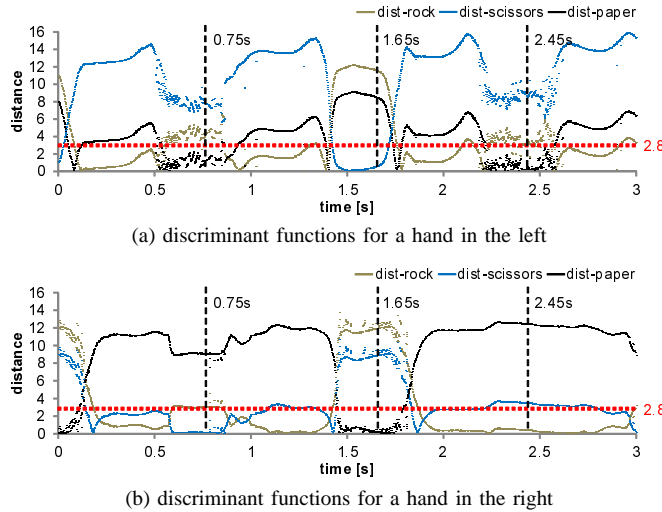 dist-rock dist-scissors dist-paper
16
14
12
10
8
6
4
2
0
distance
0.75s 1.65s 2.45s
2.8
0 0.5 1 1.5 2 2.5 3
time [s]
(a) discriminant functions for a hand in the left
dist-rock dist-scissors dist-paper
16
14
12
10
8
6
4
2
0
distance
0.75s 1.65s 2.45s
2.8
0 0.5 1 1.5 2 2.5 3
time [s]
(b) discriminant functions for a hand in the right